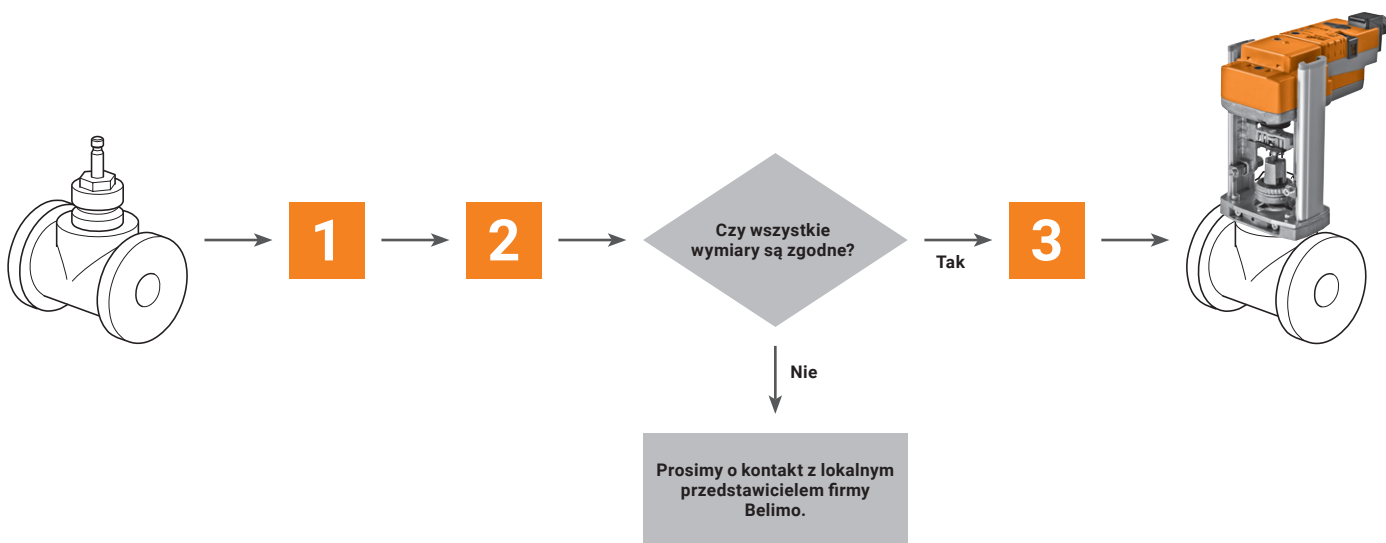 1
2
Czy wszystkie
wymiary są zgodne?
Tak
3
Nie
Prosimy o kontakt z lokalnym
przedstawicielem firmy
Belimo.